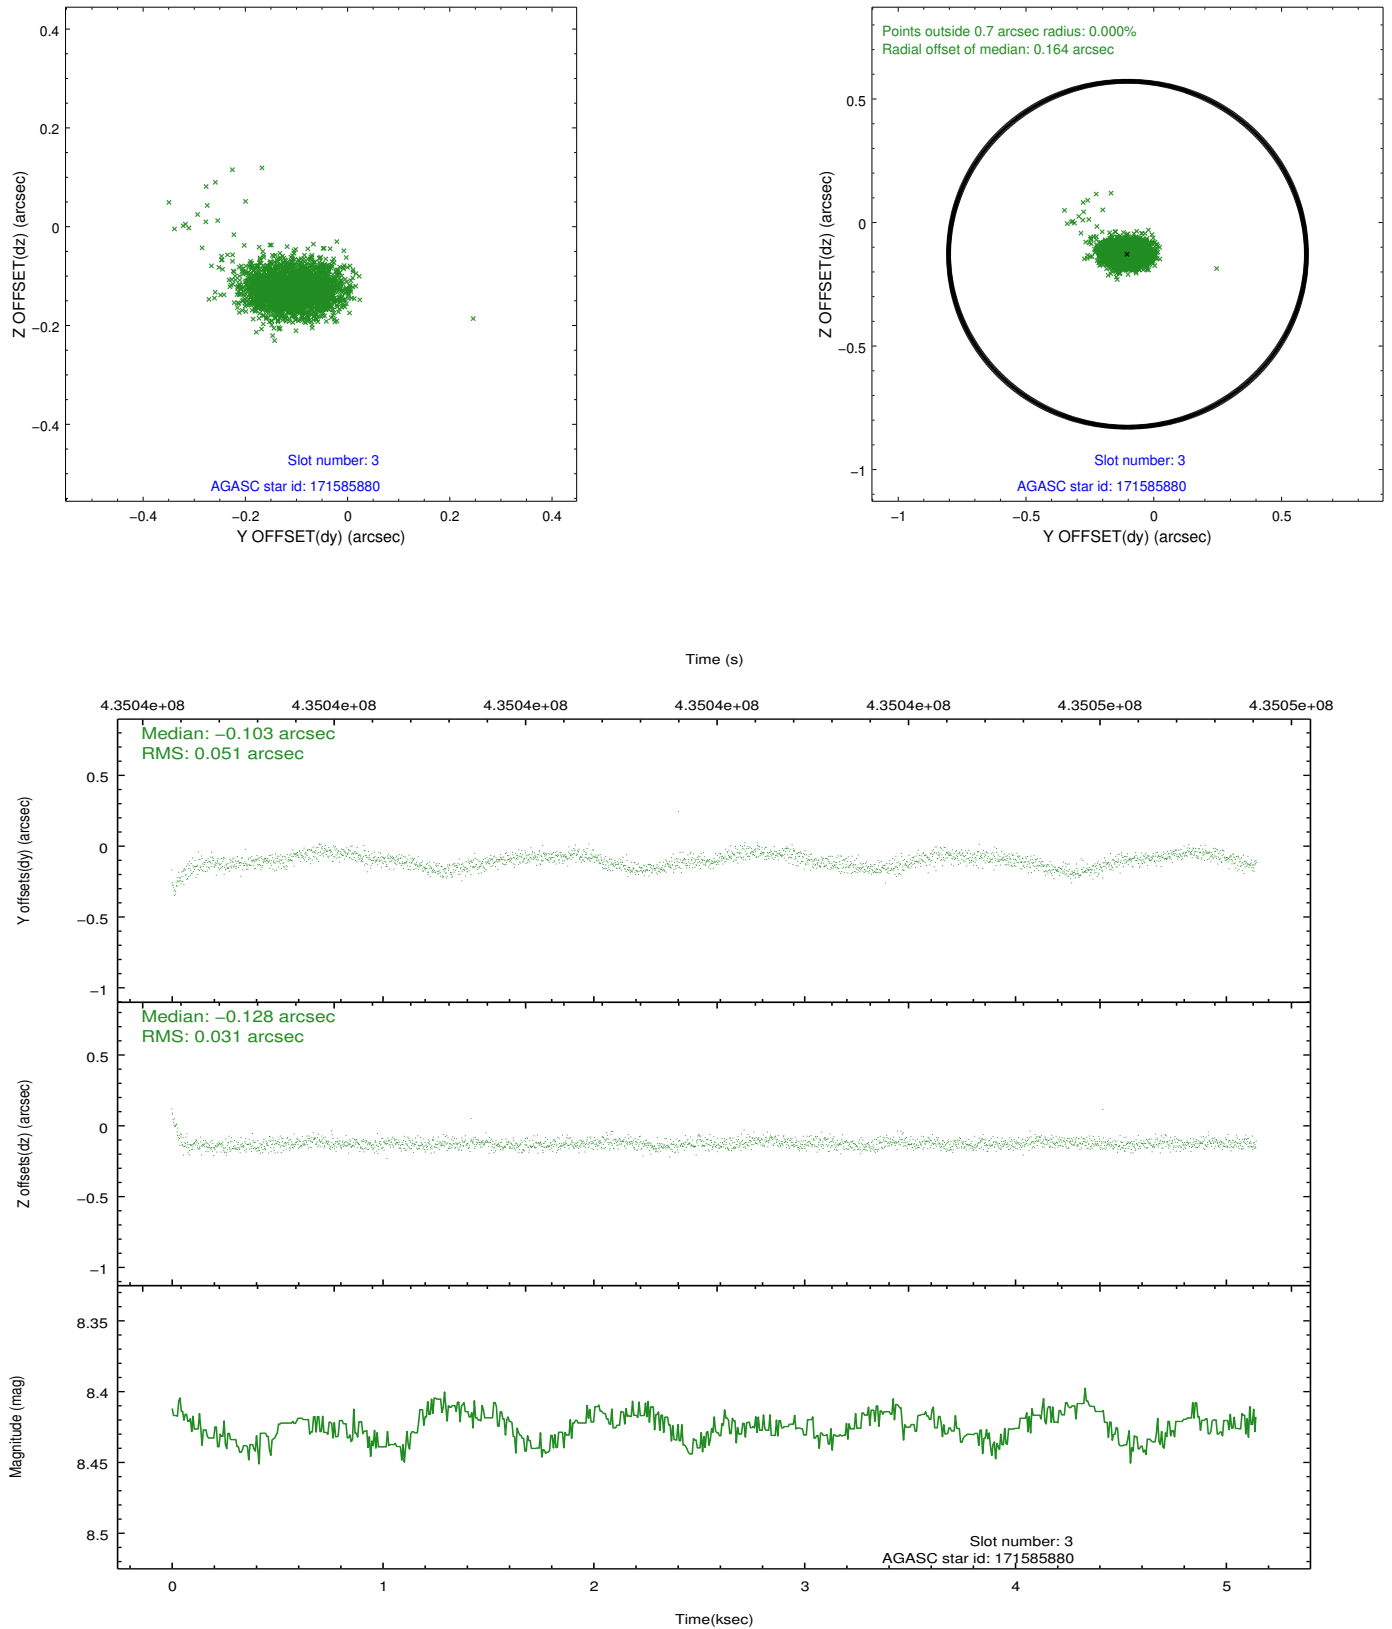 0.4
0.2
0
−0.2
−0.4
Z OFFSET(dz) (arcsec)
Slot number: 3
AGASC star id: 171585880
−0.4 −0.2 0 0.2 0.4
Y OFFSET(dy) (arcsec)
Points outside 0.7 arcsec radius: 0.000%
Radial offset of median: 0.164 arcsec
0.5
0
−0.5
−1
Z OFFSET(dz) (arcsec)
Slot number: 3
AGASC star id: 171585880
−1 −0.5 0 0.5
Y OFFSET(dy) (arcsec)
Time (s)
4.3504e+08 4.3504e+08 4.3504e+08 4.3504e+08 4.3504e+08 4.3505e+08 4.3505e+08
Median: −0.103 arcsec
RMS: 0.051 arcsec
0.5
0
−0.5
−1
Y offsets(dy) (arcsec)
Median: −0.128 arcsec
RMS: 0.031 arcsec
0.5
0
−0.5
−1
Z offsets(dz) (arcsec)
8.35
8.4
8.45
8.5
Magnitude (mag)
Slot number: 3
AGASC star id: 171585880
0 1 2 3 4 5
Time(ksec)